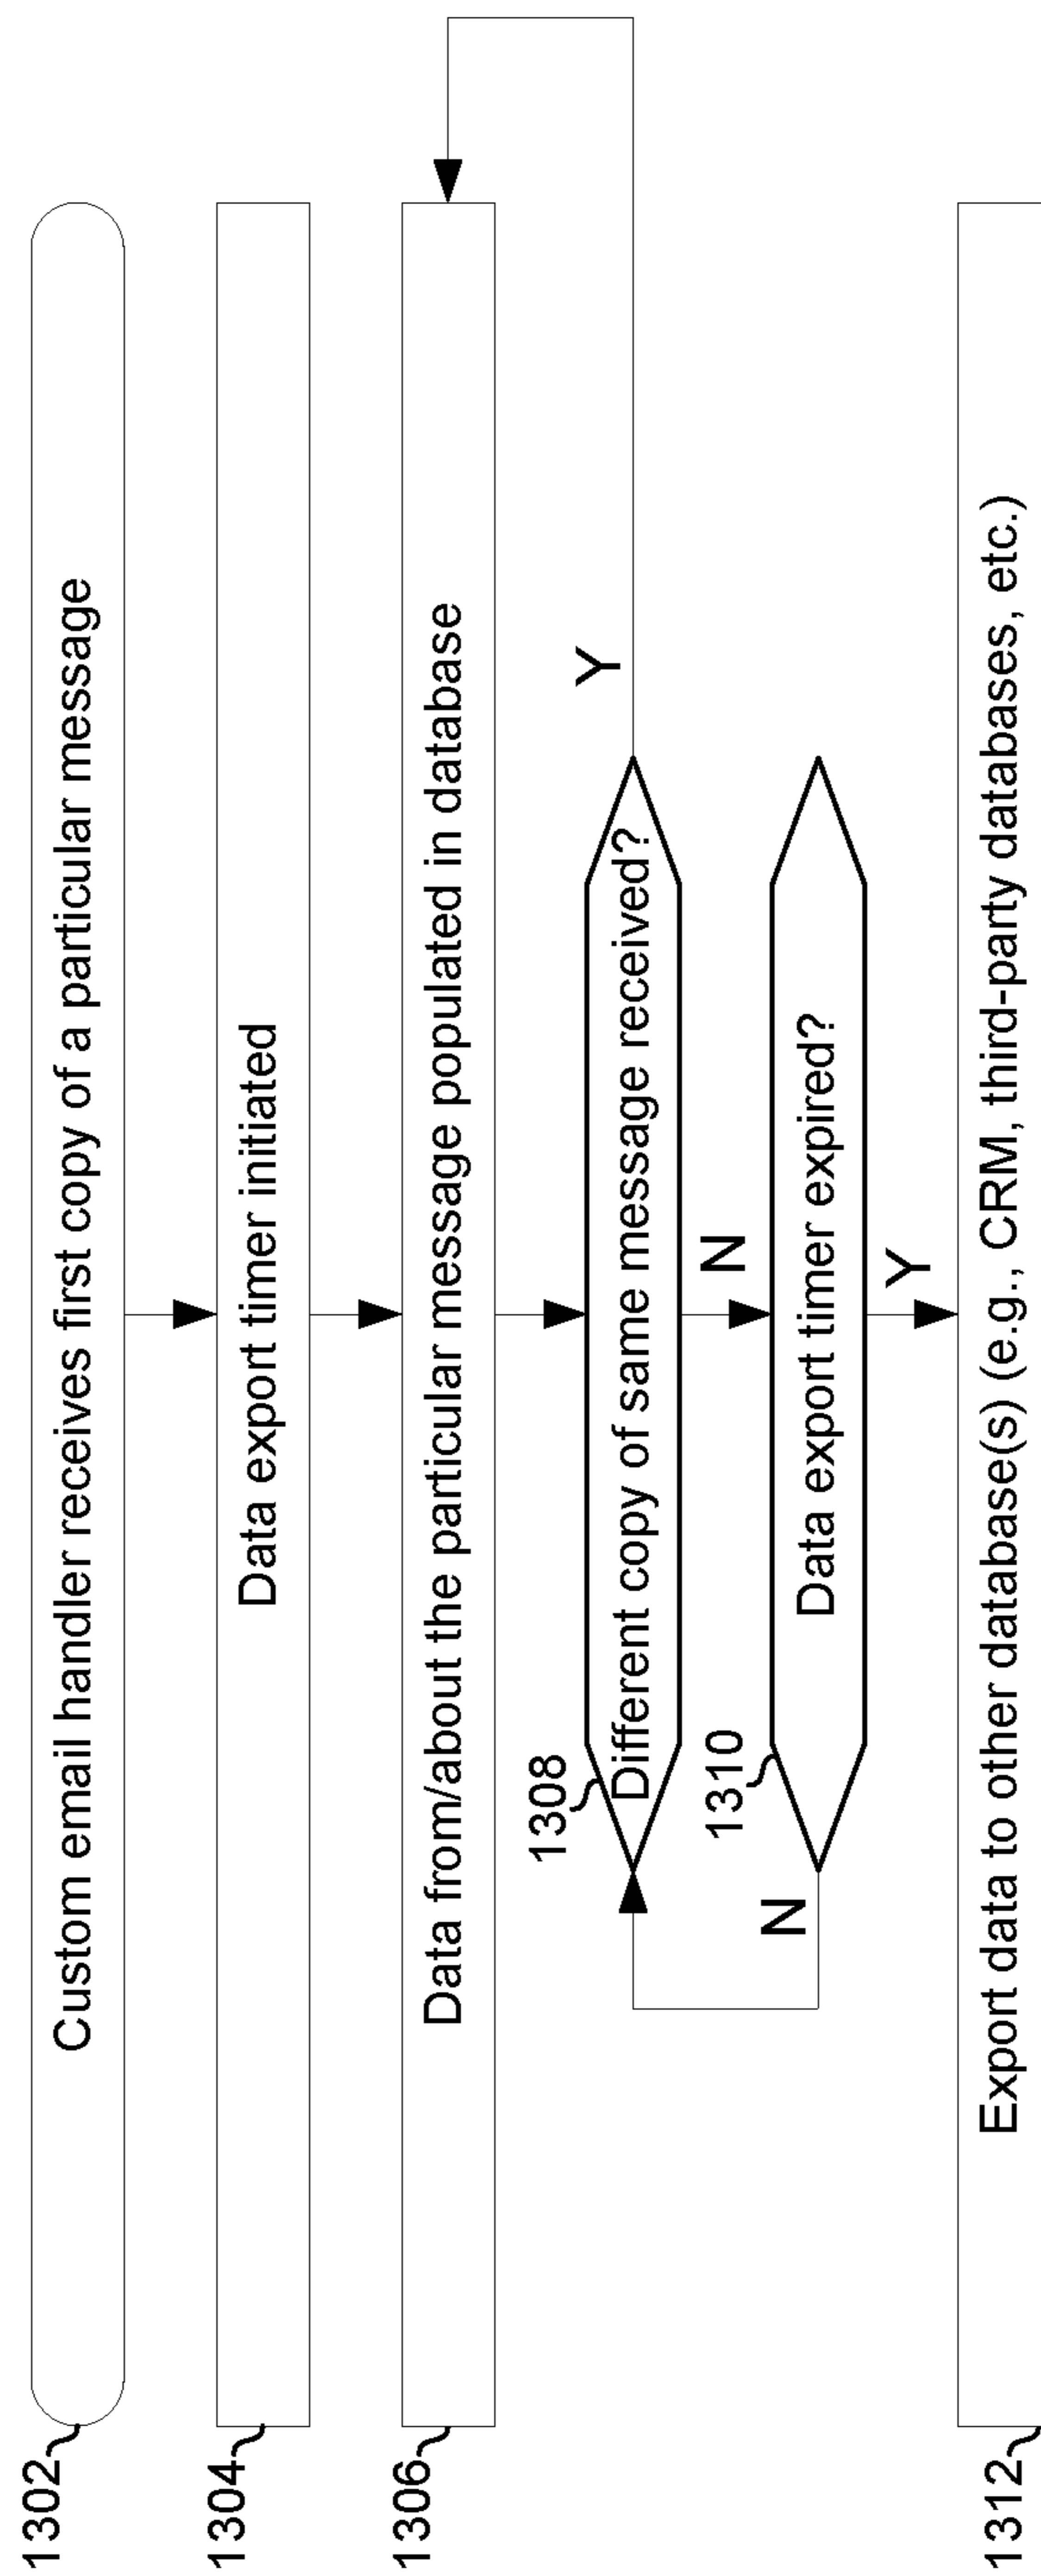 1302
Custom email handler receives first copy of a particular message
1304
Data export timer initiated
1306
Data from/about the particular message populated in database
1308
Different copy of same message received?
Y
N
1310
Data export timer expired?
N
Y
1312
Export data to other database(s) (e.g., CRM, third-party databases, etc.)